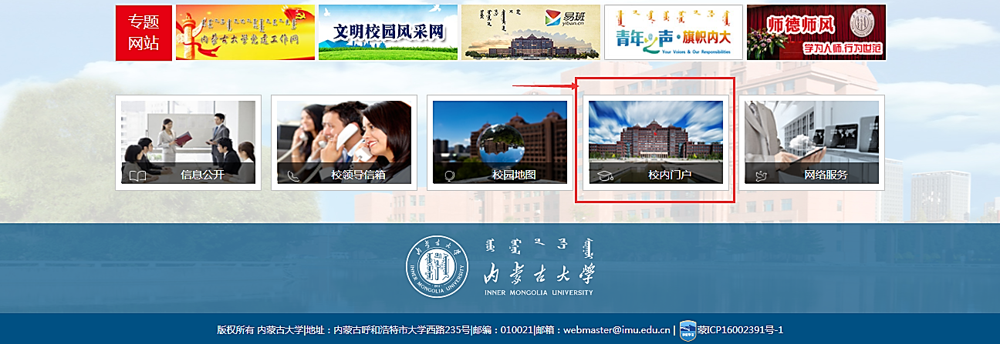 专题
网站
内蒙古大学党建工作网
文明校园风采网
易班
yiban.cn
青年之声·旗帜内大
Your Voices & Our Responsibilities
师德师风
学为人师,行为世范
信息公开
校领导信箱
校园地图
校内门户
网络服务
内蒙古大学
INNER MONGOLIA UNIVERSITY
内蒙古大学
INNER MONGOLIA UNIVERSITY
版权所有 内蒙古大学|地址：内蒙古呼和浩特市大学西路235号|邮编：010021|邮箱：webmaster@imu.edu.cn | 蒙ICP16002391号-1